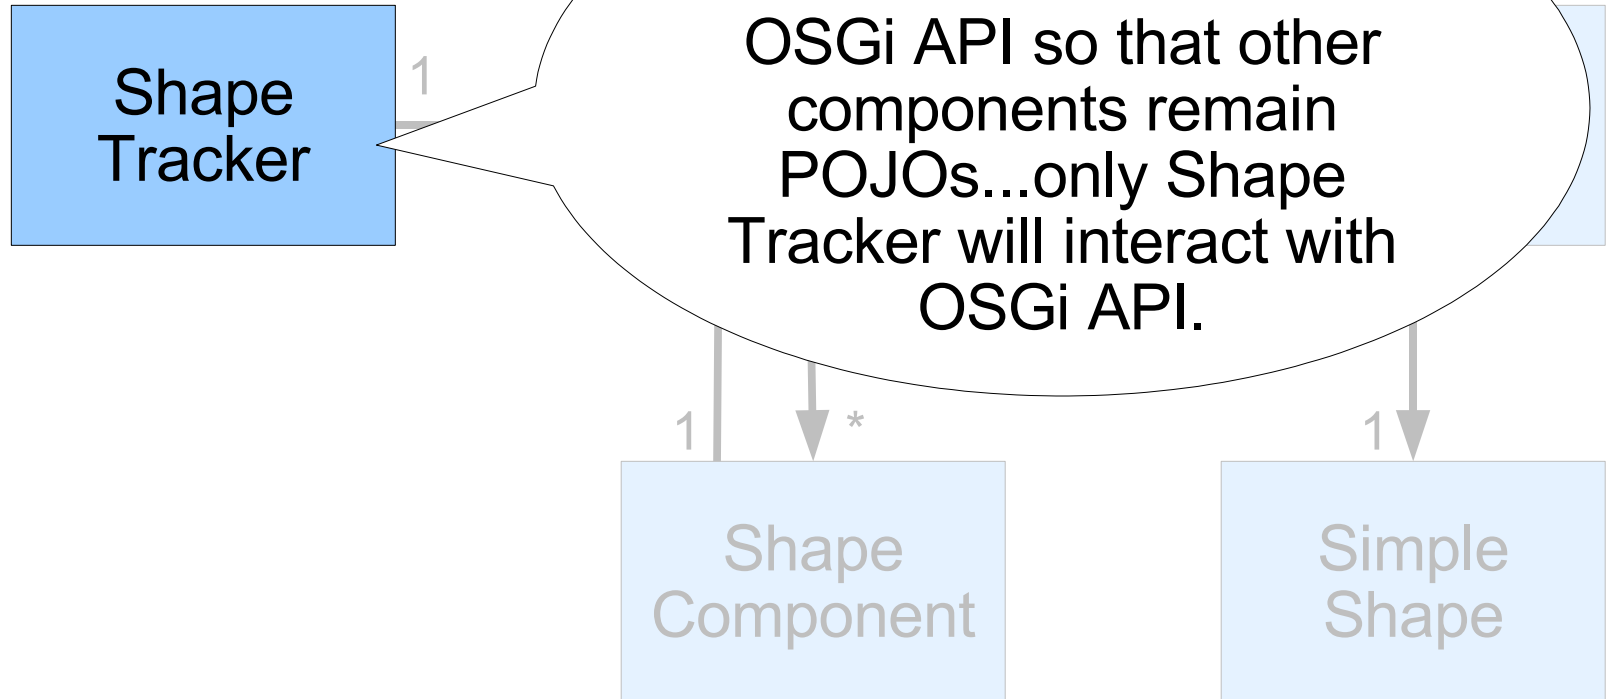 Shape
Tracker
1
OSGi API so that other
components remain
POJOs...only Shape
Tracker will interact with
OSGi API.
1
*
1
Shape
Component
Simple
Shape